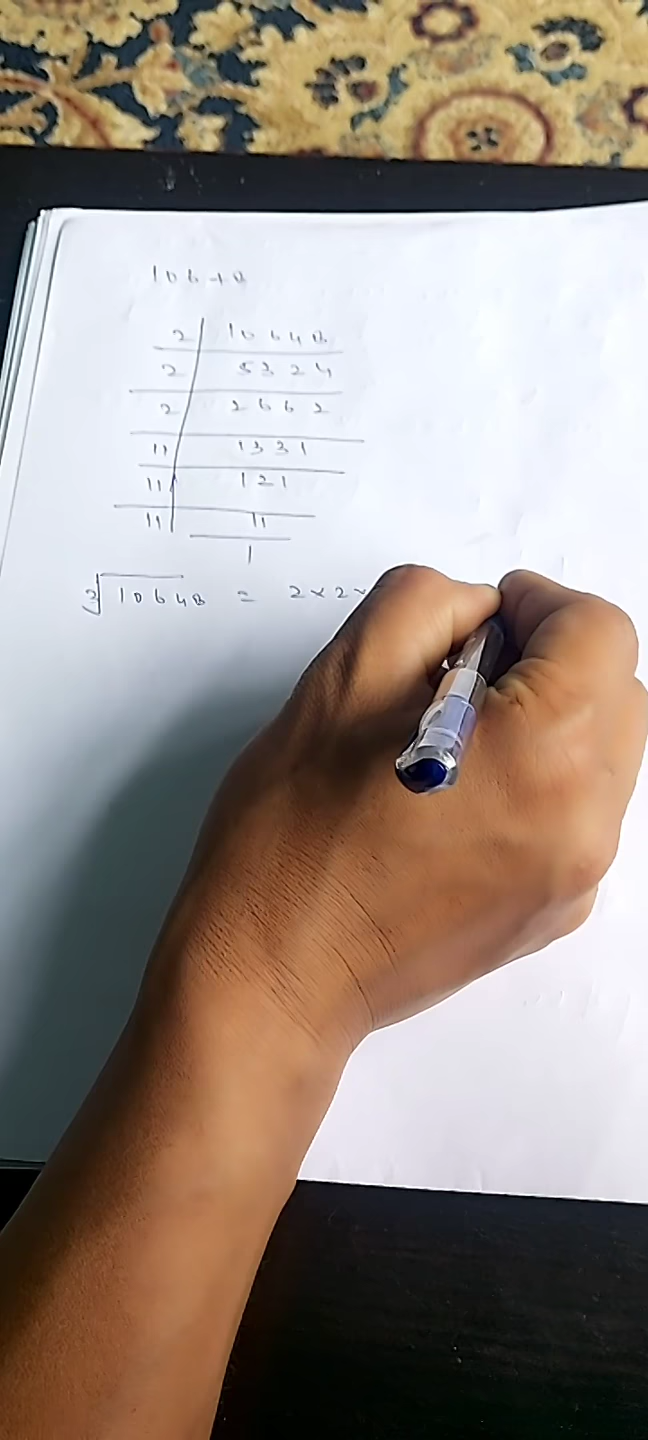 10648
2 | 10648
2 | 5324
2 | 2662
11 | 1331
11 | 121
11 | 11
1
∛10648 = 2×2×